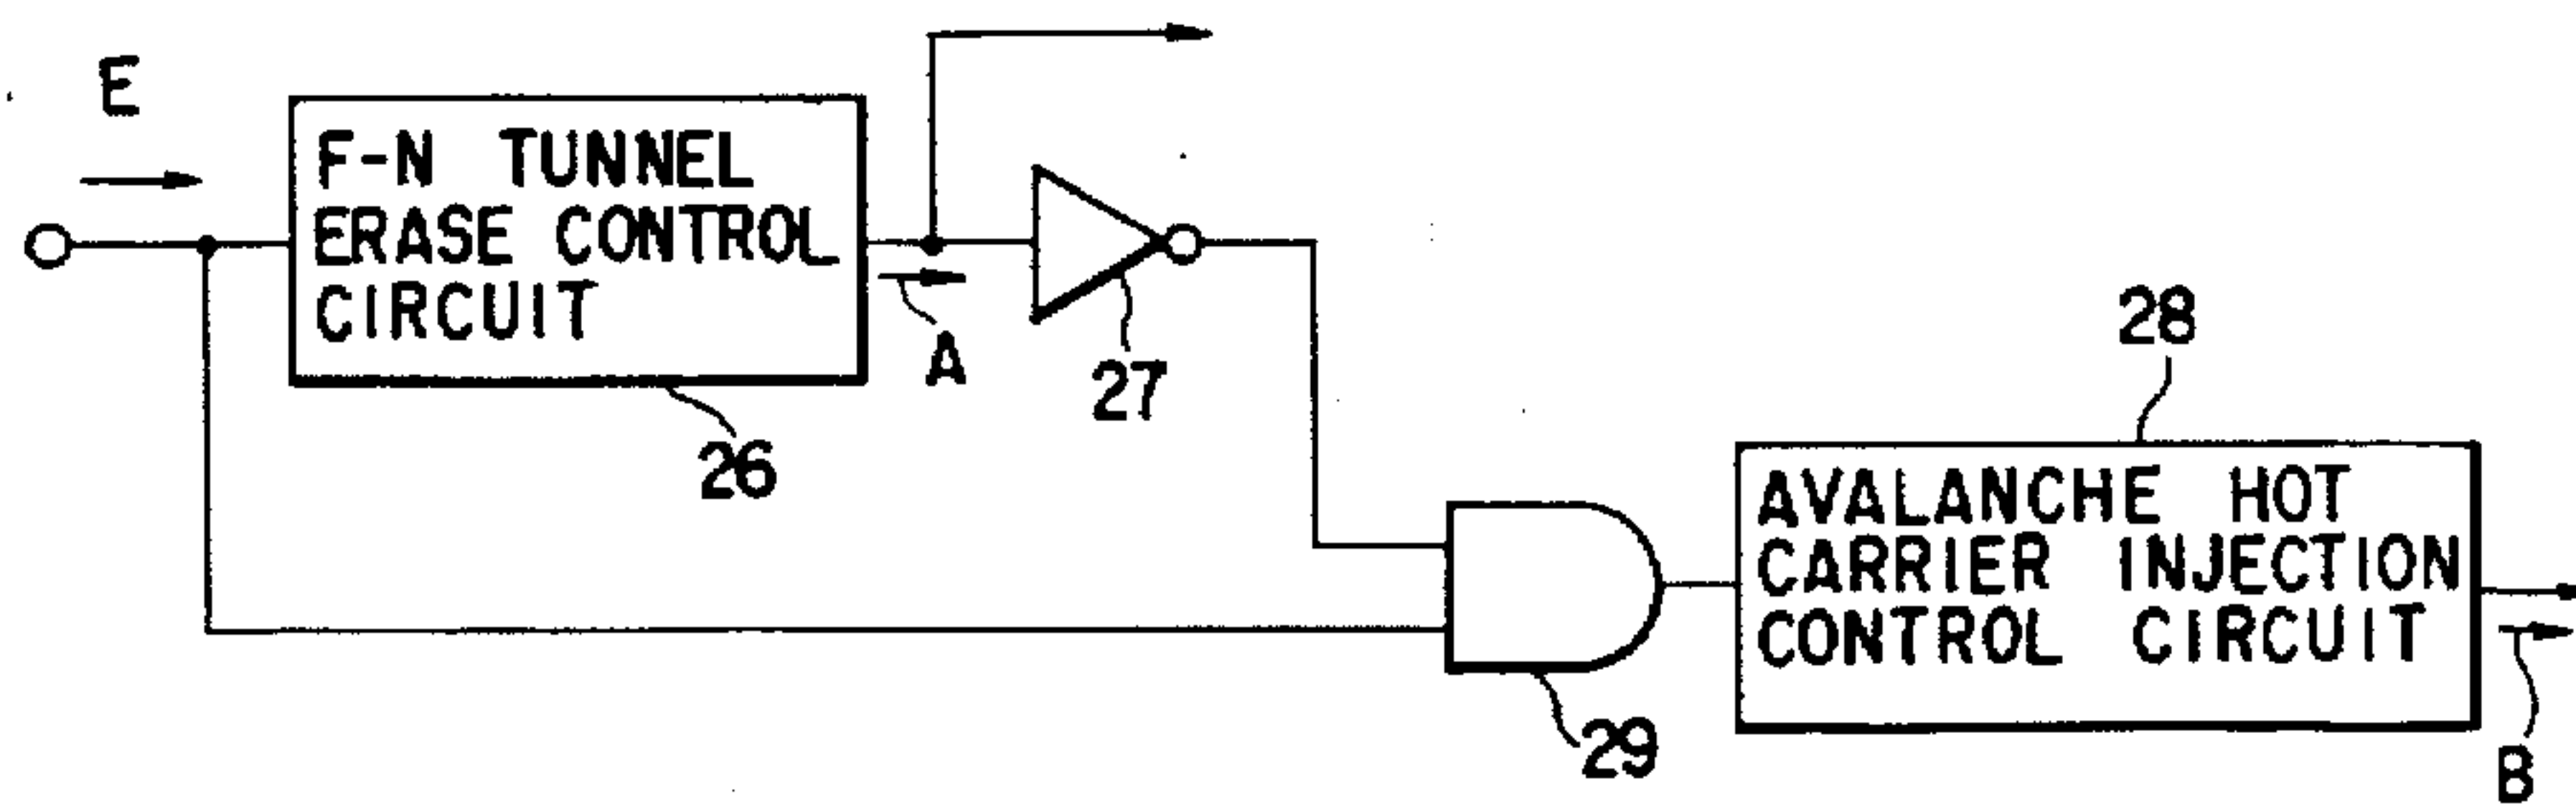 E
F-N TUNNEL
ERASE CONTROL
CIRCUIT
A
27
26
28
AVALANCHE HOT
CARRIER INJECTION
CONTROL CIRCUIT
29
B